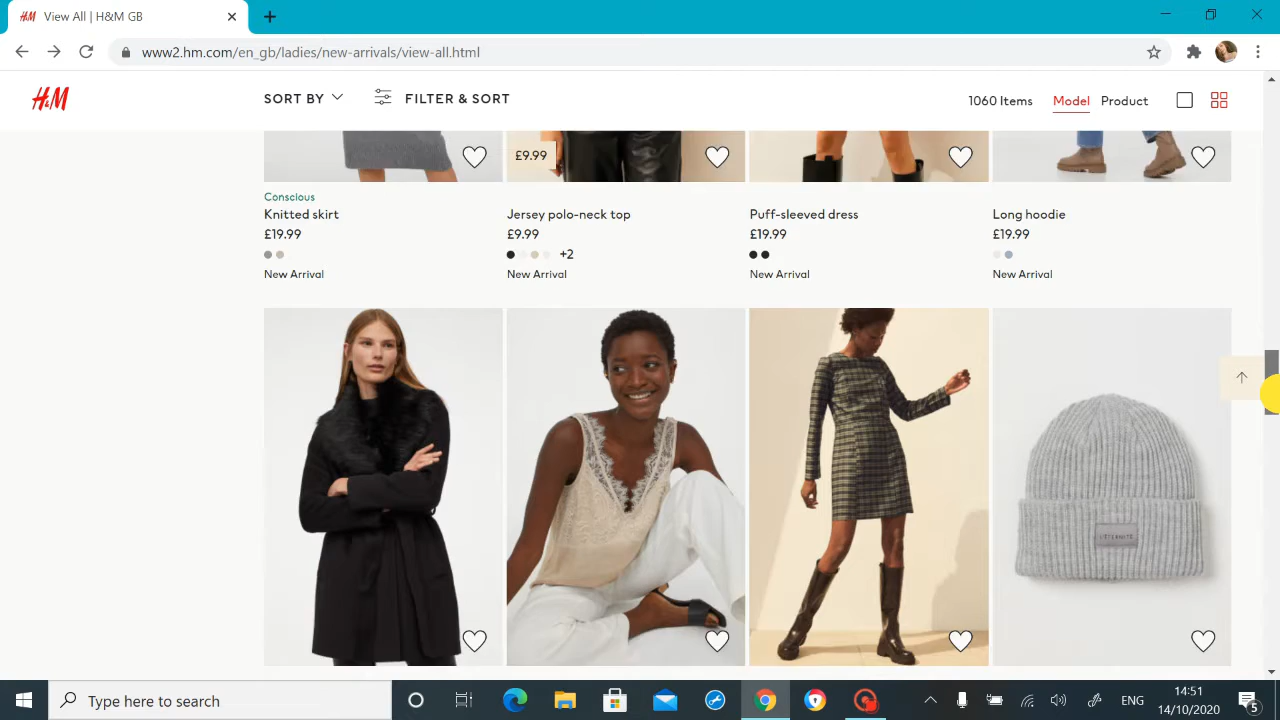 H&M View All | H&M GB
www2.hm.com/en_gb/ladies/new-arrivals/view-all.html
H&M
SORT BY
FILTER & SORT
1060 Items
Model
Product
£9.99
Conscious
Knitted skirt
£19.99
New Arrival
Jersey polo-neck top
£9.99
+2
New Arrival
Puff-sleeved dress
£19.99
New Arrival
Long hoodie
£19.99
New Arrival
Type here to search
ENG
14:51
14/10/2020
5